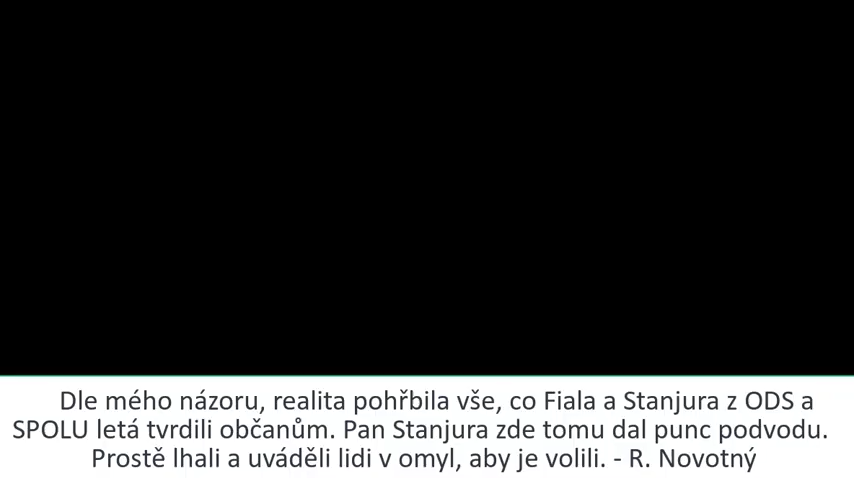 Dle mého názoru, realita pohřbila vše, co Fiala a Stanjura z ODS a
SPOLU letá tvrdili občanům. Pan Stanjura zde tomu dal punc podvodu.
Prostě lhali a uváděli lidi v omyl, aby je volili. - R. Novotný